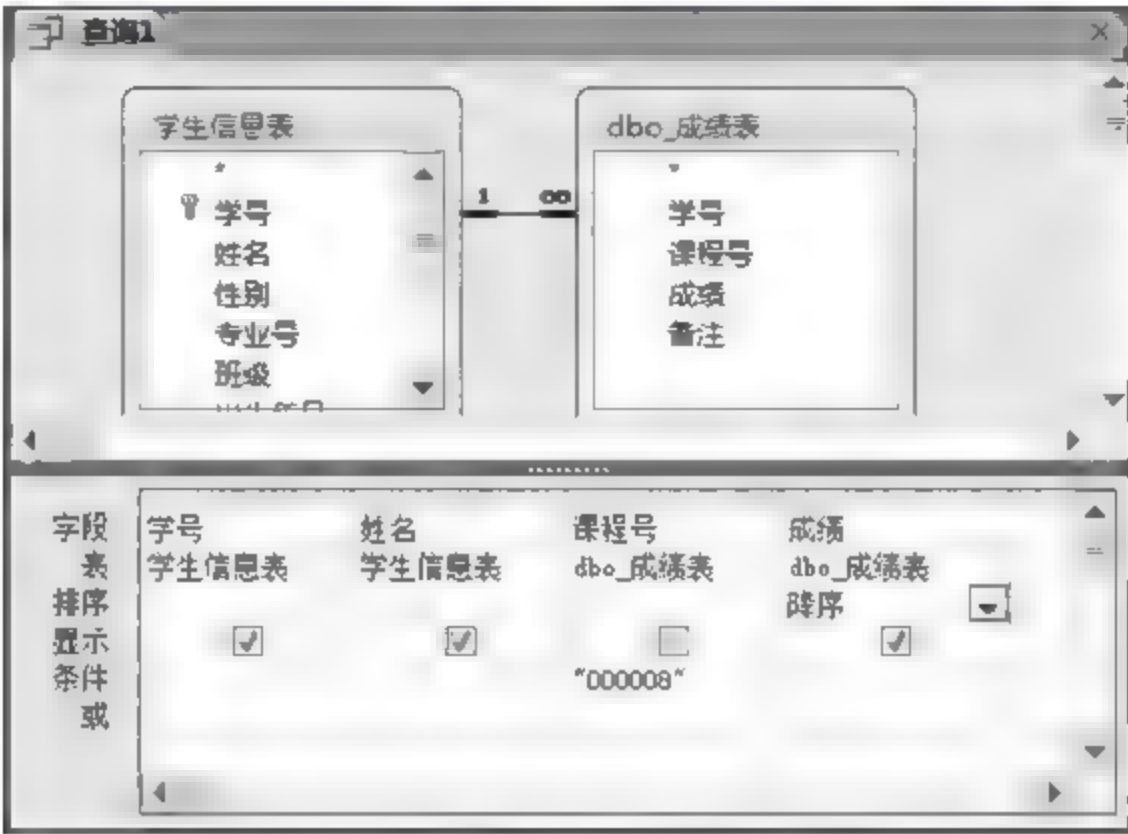 查询1
学生信息表
dbo_成绩表
*
学号
姓名
性别
专业号
班级
*
学号
课程号
成绩
备注
1 ∞
字段 学号 姓名 课程号 成绩
表 学生信息表 学生信息表 dbo_成绩表 dbo_成绩表
排序 降序
显示
条件 "000008"
或